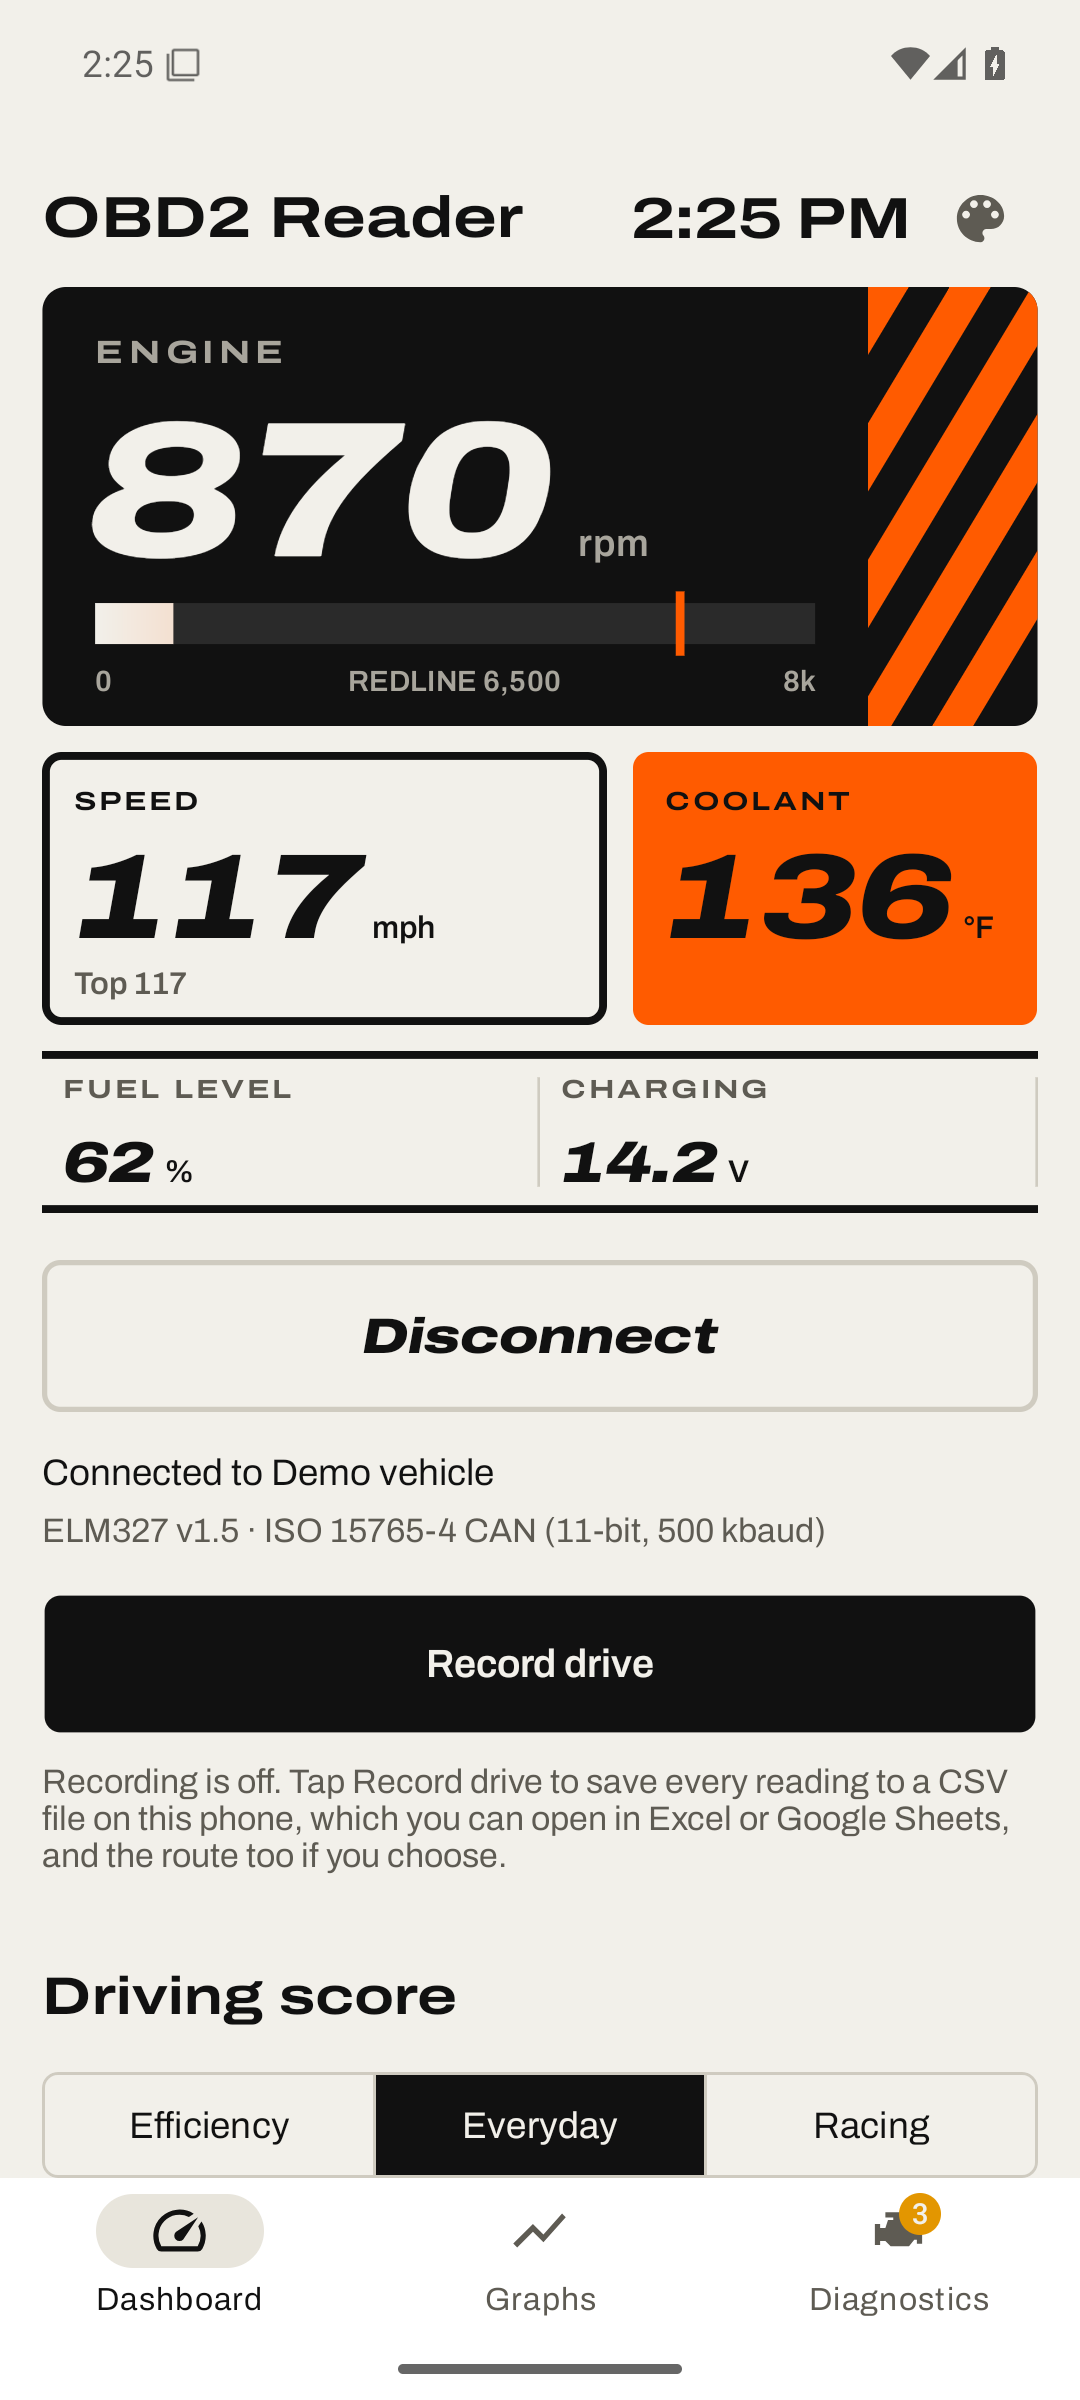 2:25
OBD2 Reader
2:25 PM
ENGINE
870 rpm
0 REDLINE 6,500 8k
SPEED
117 mph
Top 117
COOLANT
136 °F
FUEL LEVEL
62 %
CHARGING
14.2 V
Disconnect
Connected to Demo vehicle
ELM327 v1.5 · ISO 15765-4 CAN (11-bit, 500 kbaud)
Record drive
Recording is off. Tap Record drive to save every reading to a CSV
file on this phone, which you can open in Excel or Google Sheets,
and the route too if you choose.
Driving score
Efficiency Everyday Racing
3
Dashboard Graphs Diagnostics